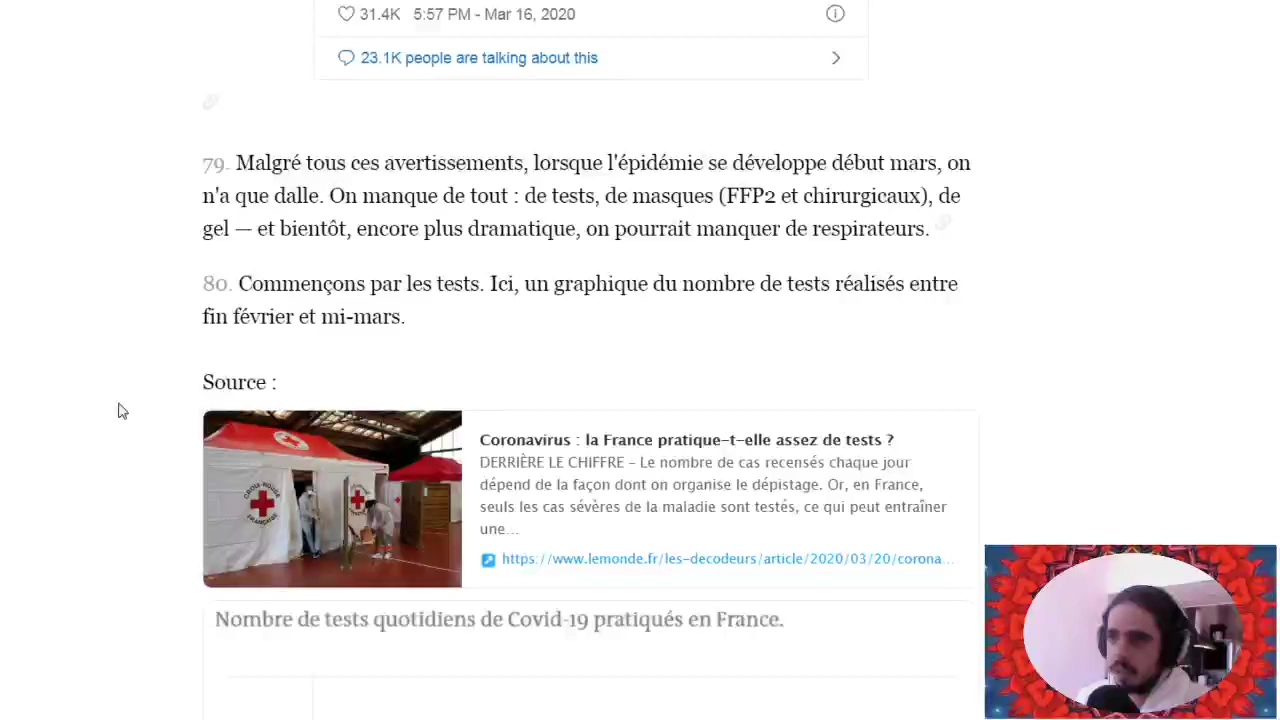 31.4K 5:57 PM - Mar 16, 2020
23.1K people are talking about this
79. Malgré tous ces avertissements, lorsque l'épidémie se développe début mars, on
n'a que dalle. On manque de tout : de tests, de masques (FFP2 et chirurgicaux), de
gel — et bientôt, encore plus dramatique, on pourrait manquer de respirateurs.
80. Commençons par les tests. Ici, un graphique du nombre de tests réalisés entre
fin février et mi-mars.
Source :
CROIX-ROUGE FRANÇAISE
Coronavirus : la France pratique-t-elle assez de tests ?
DERRIÈRE LE CHIFFRE - Le nombre de cas recensés chaque jour
dépend de la façon dont on organise le dépistage. Or, en France,
seuls les cas sévères de la maladie sont testés, ce qui peut entraîner
une...
https://www.lemonde.fr/les-decodeurs/article/2020/03/20/corona...
Nombre de tests quotidiens de Covid-19 pratiqués en France.